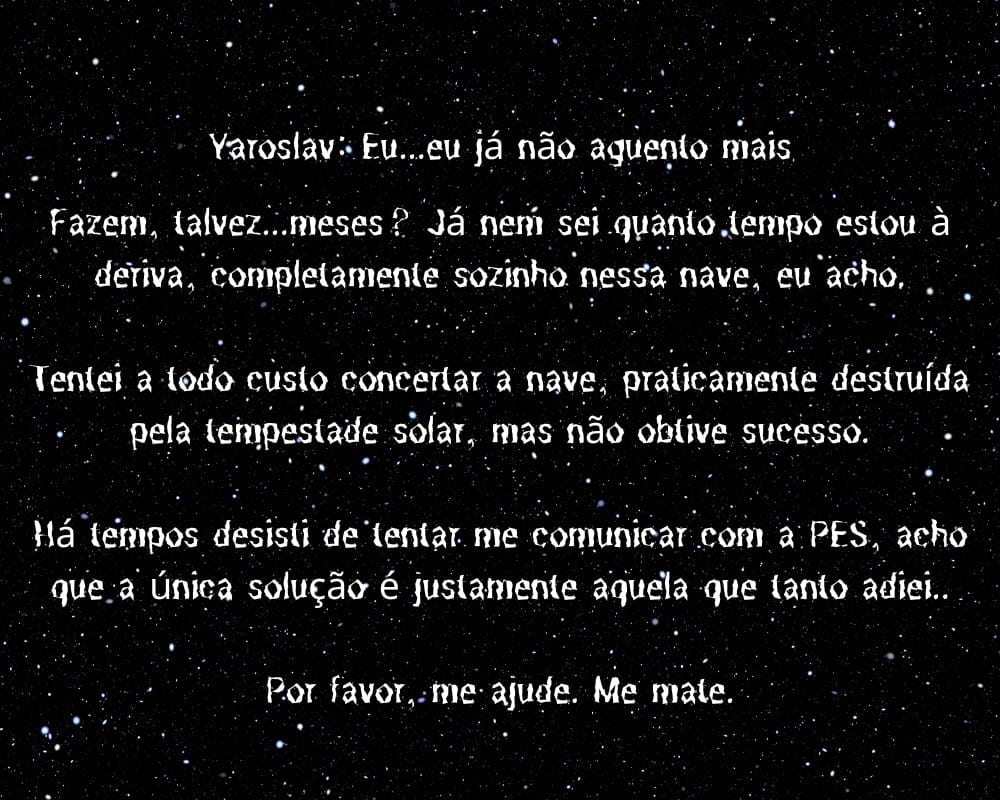 Yaroslav: Eu...eu já não aguento mais
Fazem, talvez...meses? Já nem sei quanto tempo estou à
deriva, completamente sozinho nessa nave, eu acho.
Tentei a todo custo concertar a nave, praticamente destruída
pela tempestade solar, mas não obtive sucesso.
Há tempos desisti de tentar me comunicar com a PES, acho
que a única solução é justamente aquela que tanto adiei..
Por favor, me ajude. Me mate.